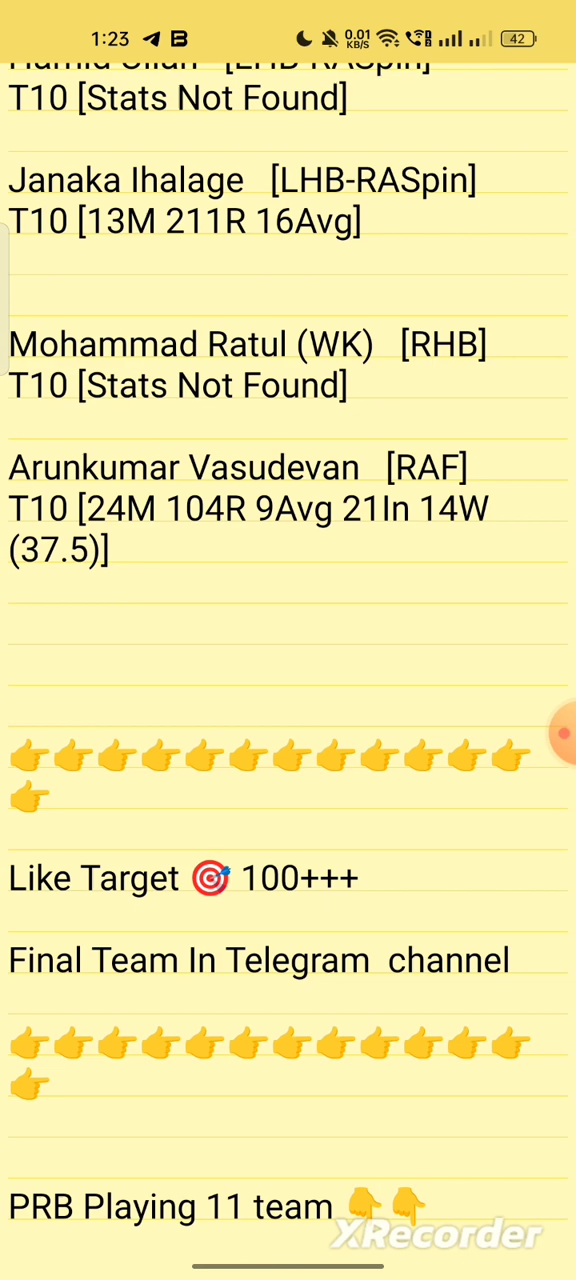 1:23 0.01 KB/S 42
T10 [Stats Not Found]
Janaka Ihalage [LHB-RASpin]
T10 [13M 211R 16Avg]
Mohammad Ratul (WK) [RHB]
T10 [Stats Not Found]
Arunkumar Vasudevan [RAF]
T10 [24M 104R 9Avg 21In 14W
(37.5)]
👉👉👉👉👉👉👉👉👉👉👉👉
👉
Like Target 🎯 100+++
Final Team In Telegram channel
👉👉👉👉👉👉👉👉👉👉👉👉
👉
PRB Playing 11 team 👇👇
XRecorder